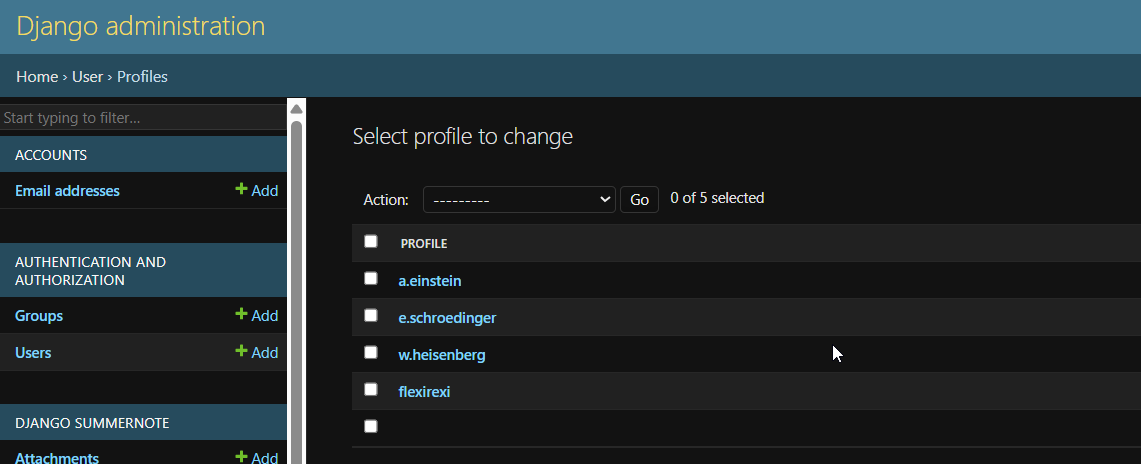 Django administration
Home › User › Profiles
Start typing to filter...
ACCOUNTS
Email addresses + Add
AUTHENTICATION AND
AUTHORIZATION
Groups + Add
Users + Add
DJANGO SUMMERNOTE
Attachments + Add
Select profile to change
Action: --------- Go 0 of 5 selected
PROFILE
a.einstein
e.schroedinger
w.heisenberg
flexirexi